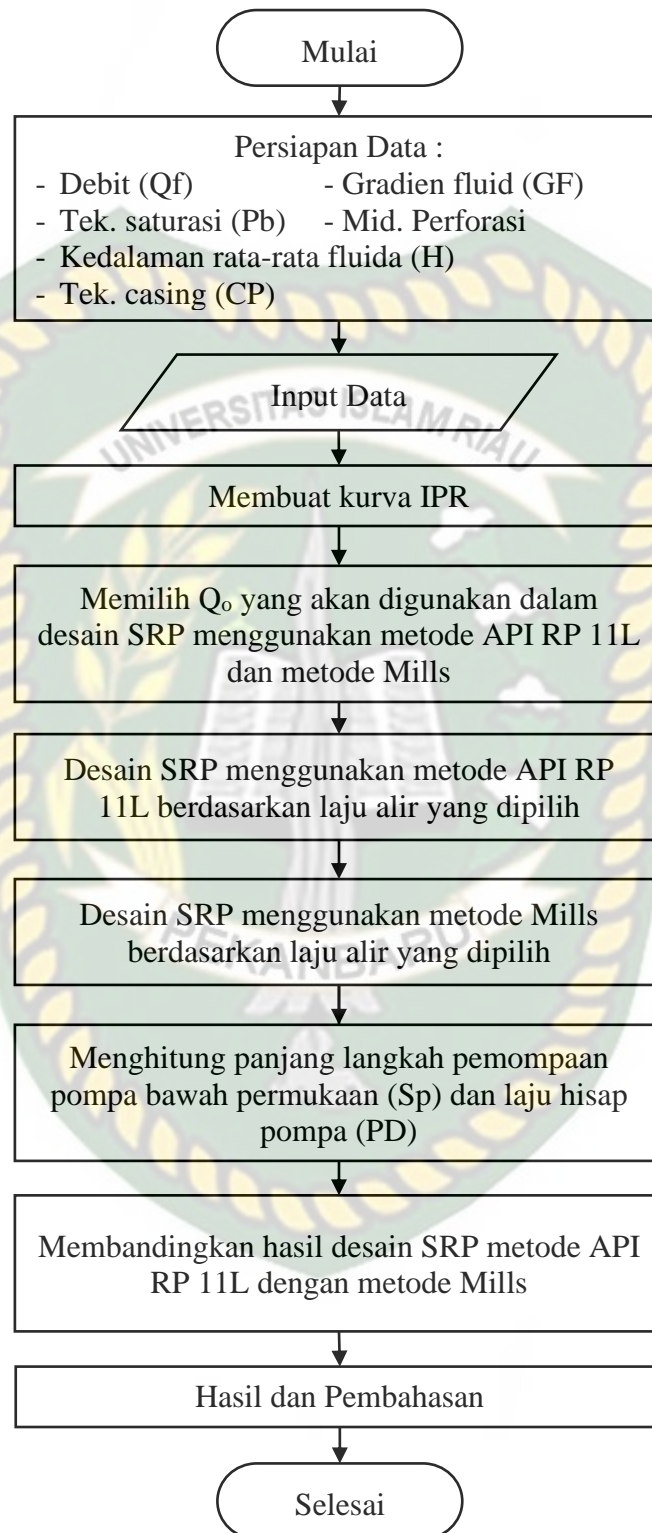 Mulai
Persiapan Data :
- Debit (Qf) - Gradien fluid (GF)
- Tek. saturasi (Pb) - Mid. Perforasi
- Kedalaman rata-rata fluida (H)
- Tek. casing (CP)
Input Data
UNIVERSITAS ISLAM RIAU
Membuat kurva IPR
Memilih Qₒ yang akan digunakan dalam
desain SRP menggunakan metode API RP 11L
dan metode Mills
Desain SRP menggunakan metode API RP
11L berdasarkan laju alir yang dipilih
Desain SRP menggunakan metode Mills
berdasarkan laju alir yang dipilih
PEKANBARU
Menghitung panjang langkah pemompaan
pompa bawah permukaan (Sp) dan laju hisap
pompa (PD)
Membandingkan hasil desain SRP metode API
RP 11L dengan metode Mills
Hasil dan Pembahasan
Selesai